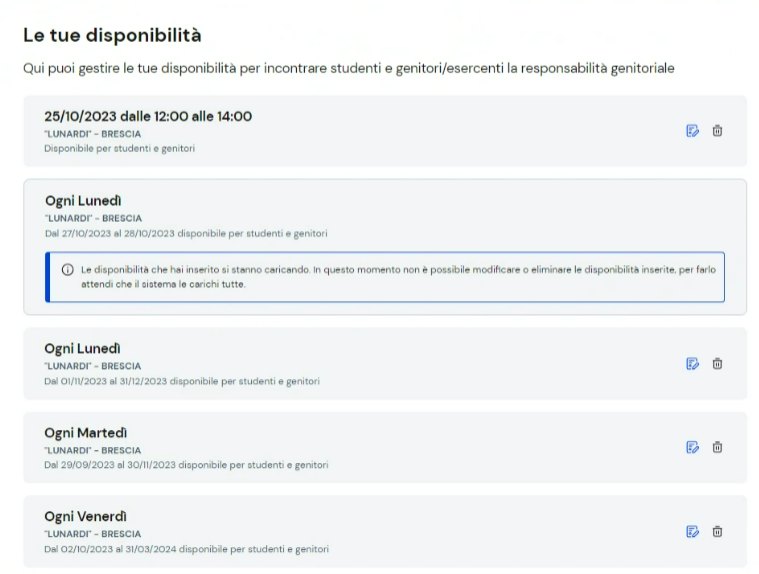 Le tue disponibilità
Qui puoi gestire le tue disponibilità per incontrare studenti e genitori/esercenti la responsabilità genitoriale
25/10/2023 dalle 12:00 alle 14:00
"LUNARDI" - BRESCIA
Disponibile per studenti e genitori
Ogni Lunedì
"LUNARDI" - BRESCIA
Dal 27/10/2023 al 28/10/2023 disponibile per studenti e genitori
Le disponibilità che hai inserito si stanno caricando. In questo momento non è possibile modificare o eliminare le disponibilità inserite, per farlo
attendi che il sistema le carichi tutte.
Ogni Lunedì
"LUNARDI" - BRESCIA
Dal 01/11/2023 al 31/12/2023 disponibile per studenti e genitori
Ogni Martedì
"LUNARDI" - BRESCIA
Dal 29/09/2023 al 30/11/2023 disponibile per studenti e genitori
Ogni Venerdì
"LUNARDI" - BRESCIA
Dal 02/10/2023 al 31/03/2024 disponibile per studenti e genitori